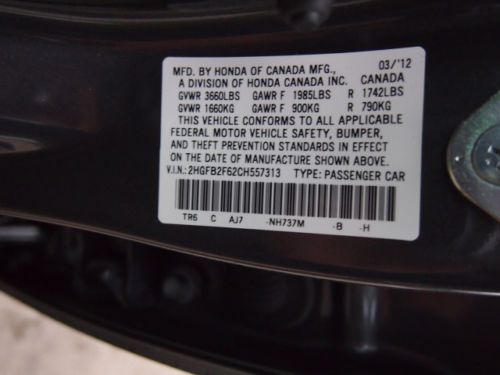 MFD. BY HONDA OF CANADA MFG., 03/'12
A DIVISION OF HONDA CANADA INC. CANADA
GVWR 3660LBS GAWR F 1985LBS R 1742LBS
GVWR 1660KG GAWR F 900KG R 790KG
THIS VEHICLE CONFORMS TO ALL APPLICABLE
FEDERAL MOTOR VEHICLE SAFETY, BUMPER,
AND THEFT PREVENTION STANDARDS IN EFFECT
ON THE DATE OF MANUFACTURE SHOWN ABOVE.
V.I.N.: 2HGFB2F62CH557313 TYPE: PASSENGER CAR
TR6 C AJ7 -NH737M -B -H